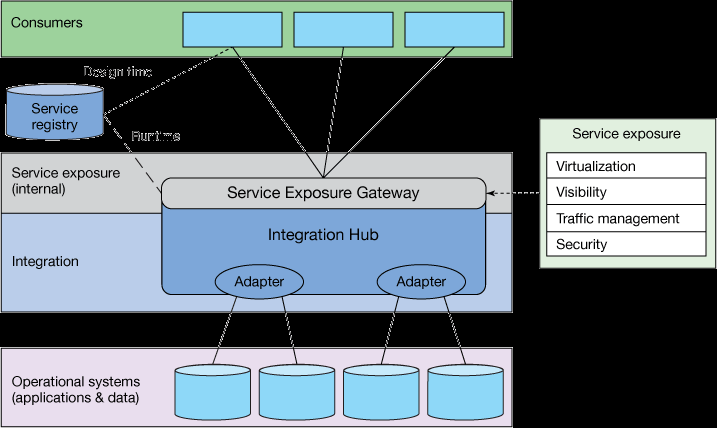 Consumers
Design time
Service
registry
Runtime
Service exposure
(internal)
Service Exposure Gateway
Integration Hub
Integration
Adapter
Adapter
Service exposure
Virtualization
Visibility
Traffic management
Security
Operational systems
(applications & data)